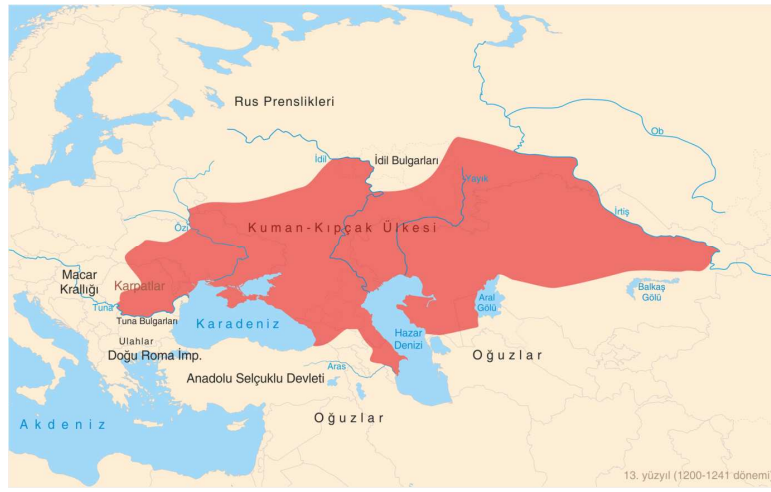 Rus Prenslikleri
Ob
İdil
İdil Bulgarları
Yayık
İrtiş
Özi
Kuman-Kıpçak Ülkesi
Macar
Krallığı
Karpatlar
Balkaş
Gölü
Tuna
Aral
Gölü
Tuna Bulgarları
Karadeniz
Hazar
Denizi
Ulahlar
Doğu Roma İmp.
Oğuzlar
Aras
Anadolu Selçuklu Devleti
Oğuzlar
Akdeniz
13. yüzyıl (1200-1241 dönemi)